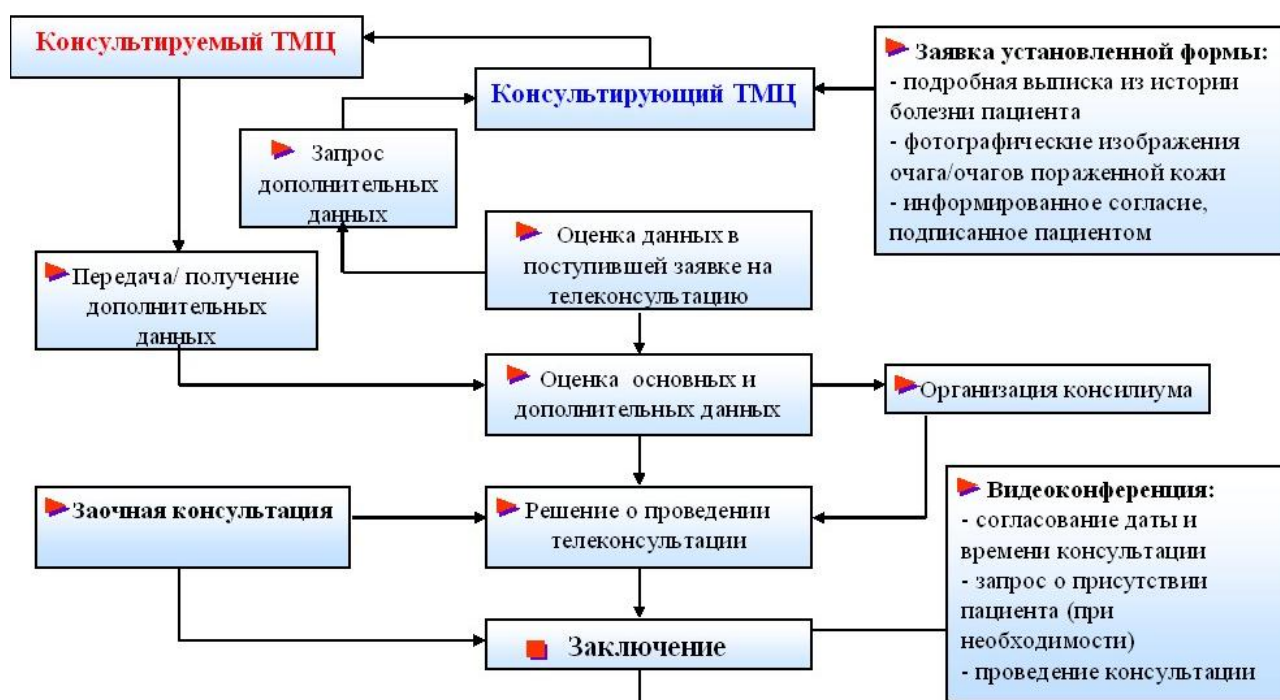 Консультируемый ТМЦ
Консультирующий ТМЦ
Заявка установленной формы:
- подробная выписка из истории
болезни пациента
- фотографические изображения
очага/очагов пораженной кожи
- информированное согласие,
подписанное пациентом
Запрос
дополнительных
данных
Оценка данных в
поступившей заявке на
телеконсультацию
Передача/ получение
дополнительных
данных
Оценка основных и
дополнительных данных
Организация консилиума
Заочная консультация
Решение о проведении
телеконсультации
Видеоконференция:
- согласование даты и
времени консультации
- запрос о присутствии
пациента (при
необходимости)
- проведение консультации
Заключение